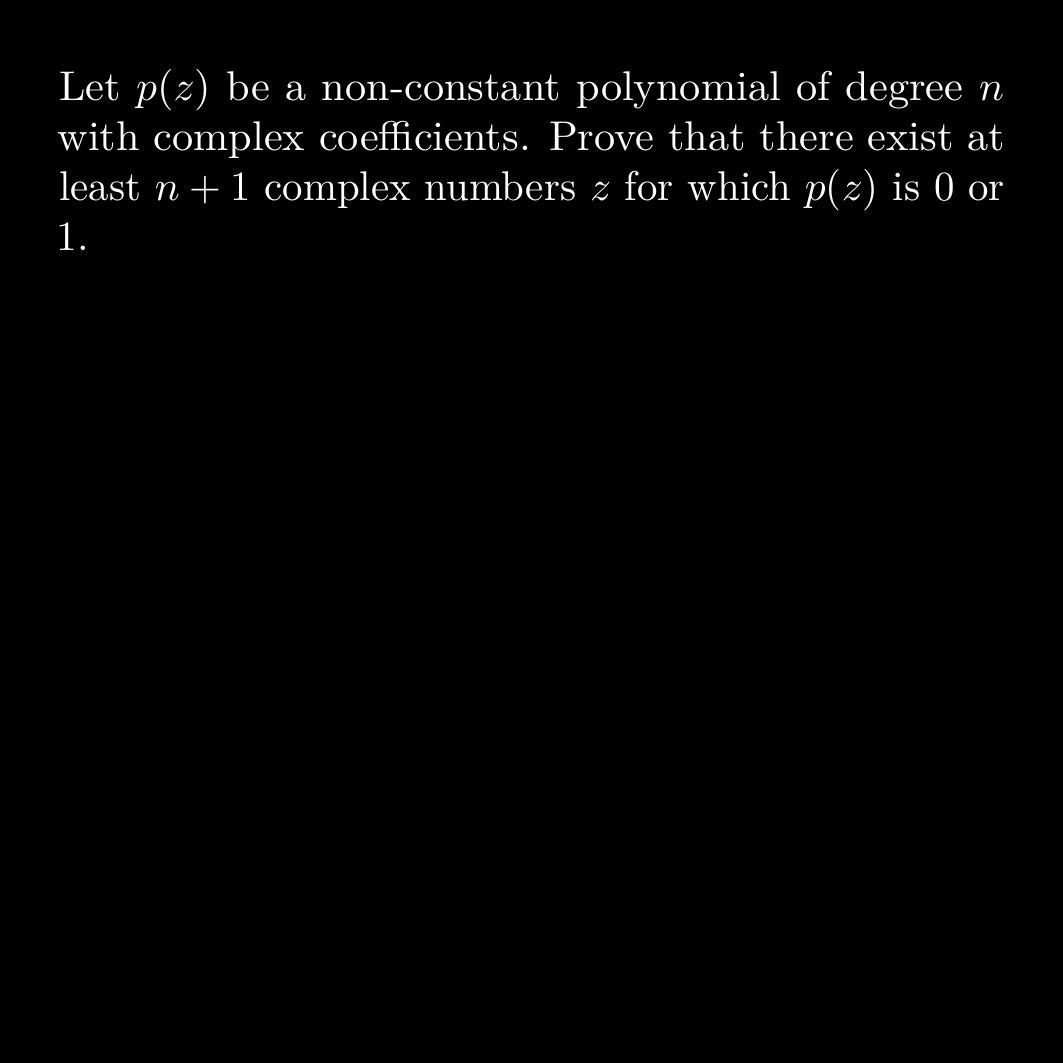 Let p(z) be a non-constant polynomial of degree n
with complex coefficients. Prove that there exist at
least n + 1 complex numbers z for which p(z) is 0 or
1.